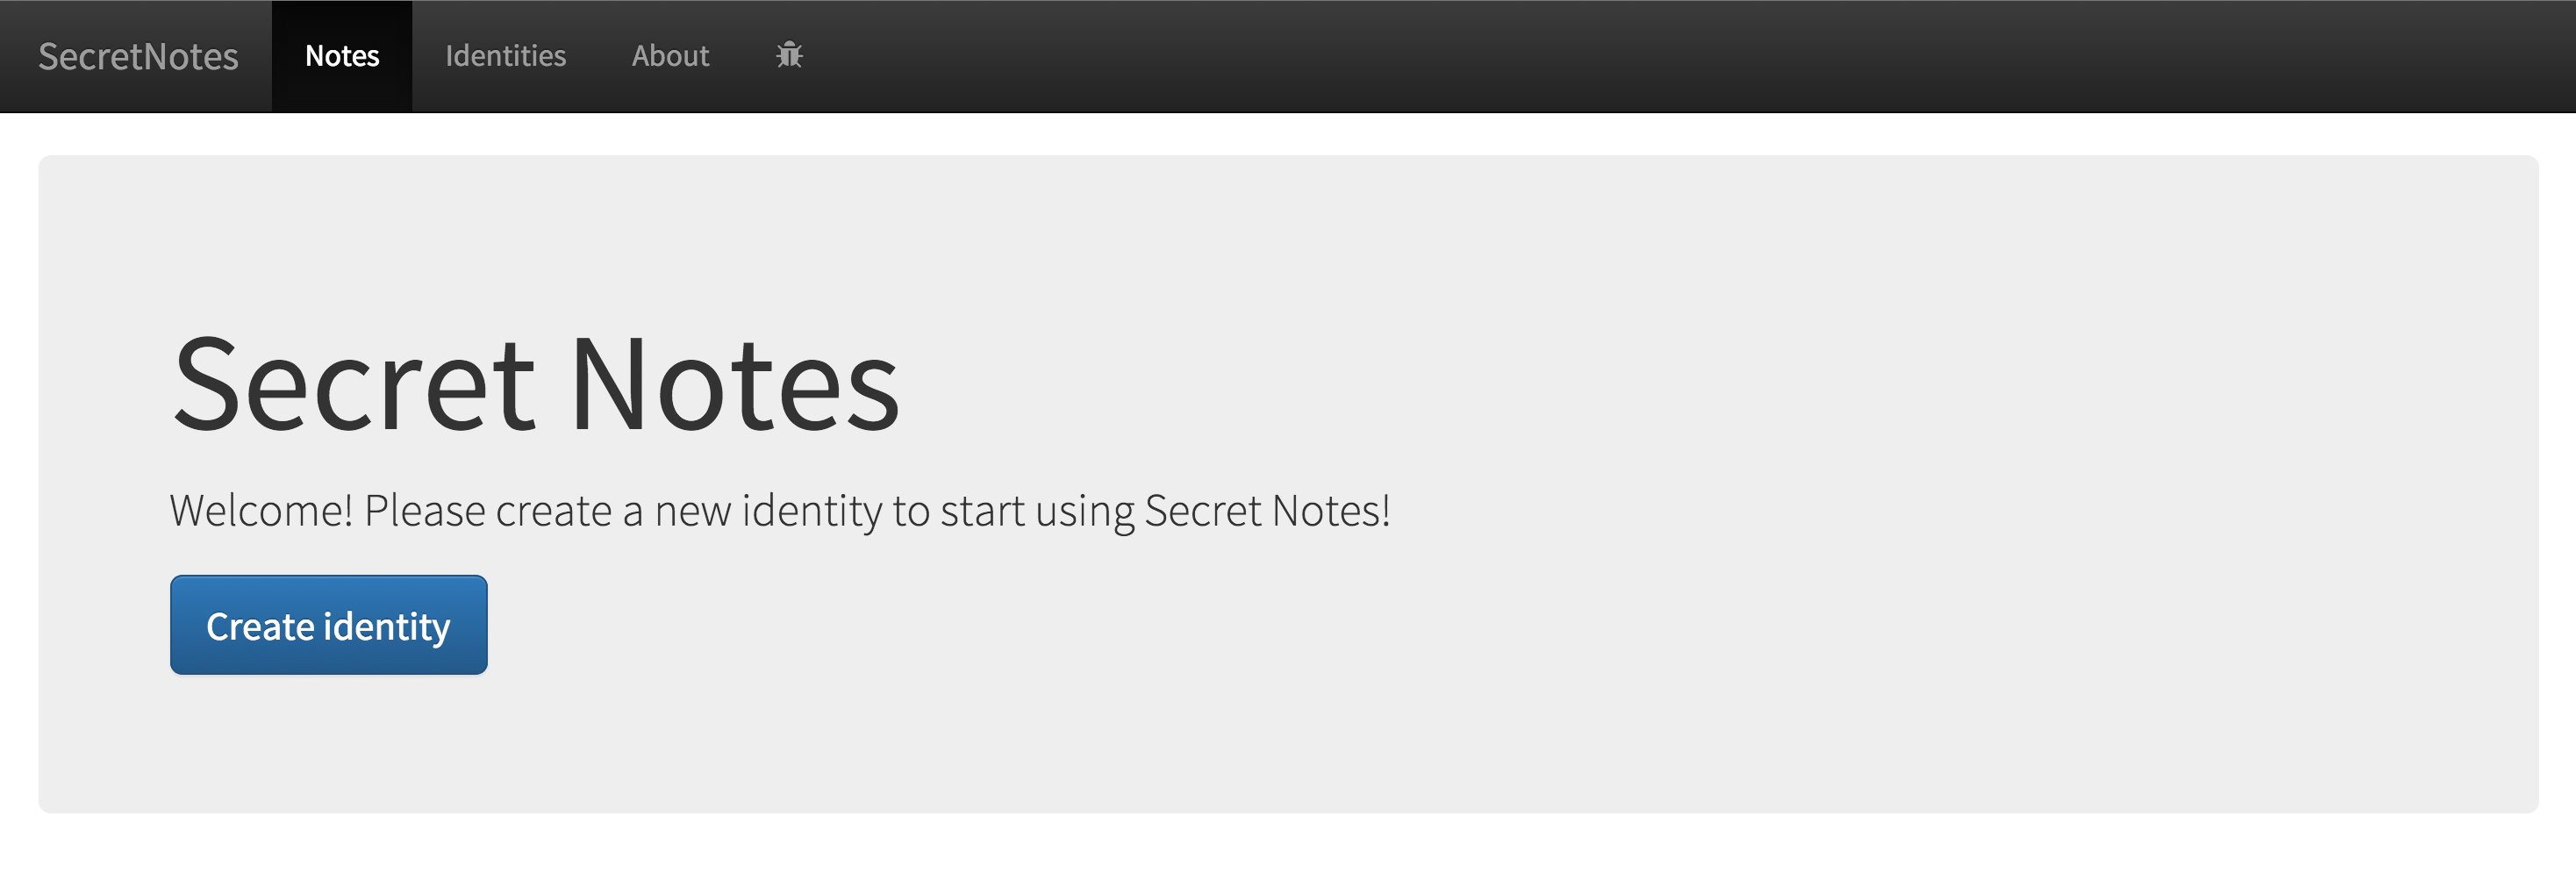 SecretNotes Notes Identities About
Secret Notes
Welcome! Please create a new identity to start using Secret Notes!
Create identity